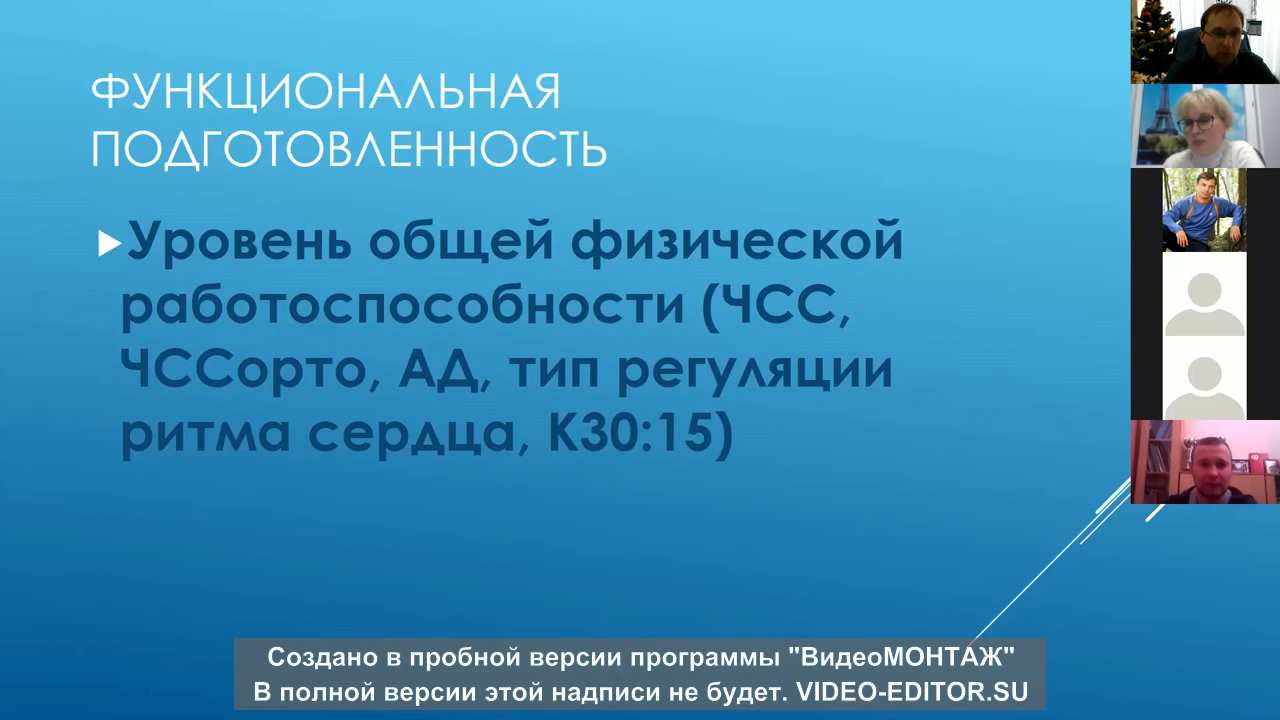 ФУНКЦИОНАЛЬНАЯ
ПОДГОТОВЛЕННОСТЬ
Уровень общей физической
работоспособности (ЧСС,
ЧССорто, АД, тип регуляции
ритма сердца, К30:15)
Создано в пробной версии программы "ВидеоМОНТАЖ"
В полной версии этой надписи не будет. VIDEO-EDITOR.SU